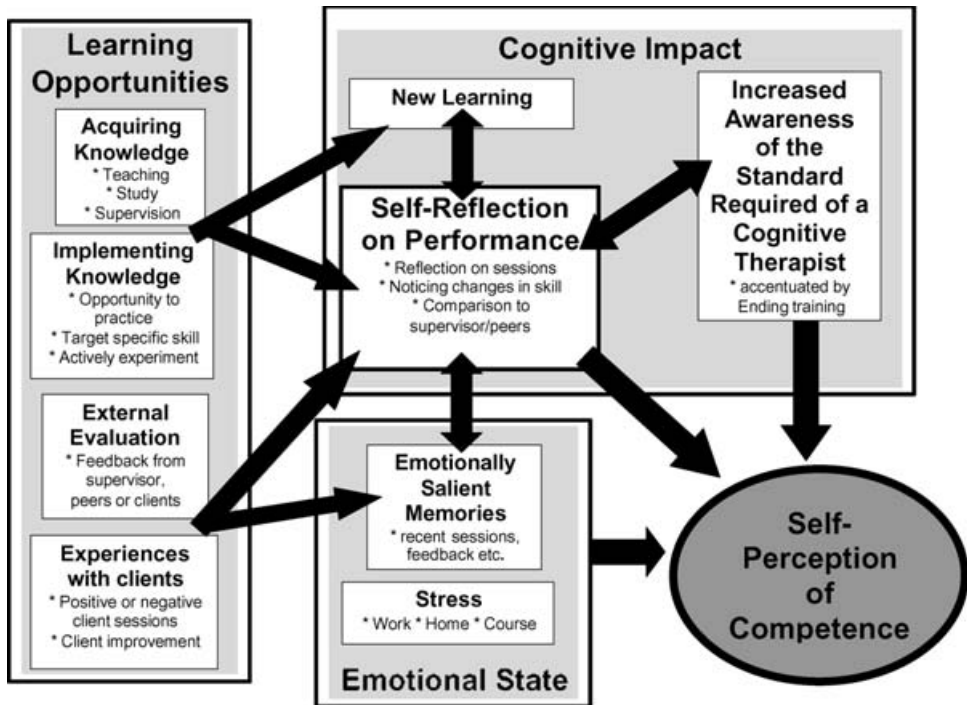 Learning
Opportunities
Acquiring
Knowledge
* Teaching
* Study
* Supervision
Implementing
Knowledge
* Opportunity to
practice
* Target specific skill
* Actively experiment
External
Evaluation
* Feedback from
supervisor,
peers or clients
Experiences
with clients
* Positive or negative
client sessions
* Client improvement
Cognitive Impact
New Learning
Self-Reflection
on Performance
* Reflection on sessions
* Noticing changes in skill
* Comparison to
supervisor/peers
Increased
Awareness
of the
Standard
Required of a
Cognitive
Therapist
* accentuated by
Ending training
Emotionally
Salient
Memories
* recent sessions,
feedback etc.
Stress
* Work * Home * Course
Emotional State
Self-
Perception
of
Competence